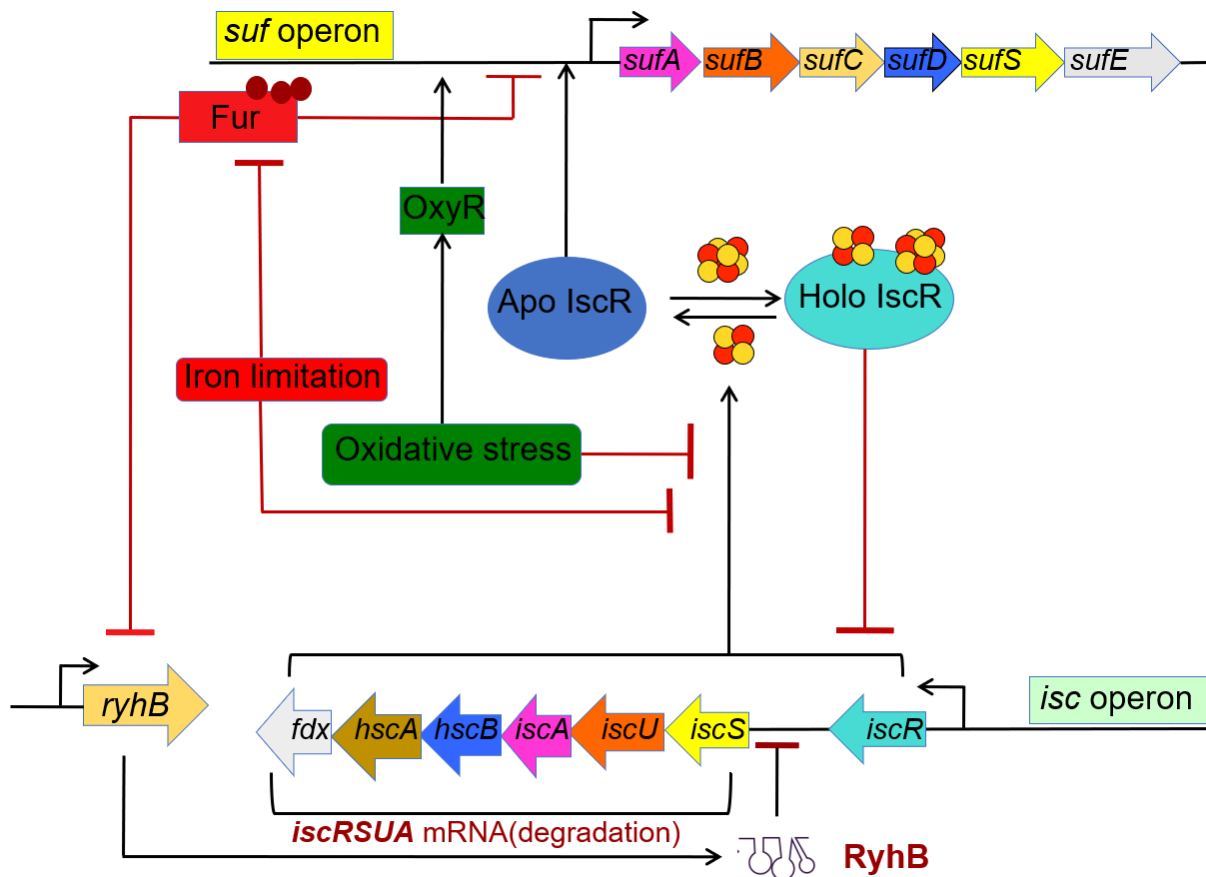 suf operon
sufA sufB sufC sufD sufS sufE
Fur
OxyR
Apo IscR
Holo IscR
Iron limitation
Oxidative stress
isc operon
ryhB
fdx hscA hscB iscA iscU iscS iscR
iscRSUA mRNA(degradation)
RyhB